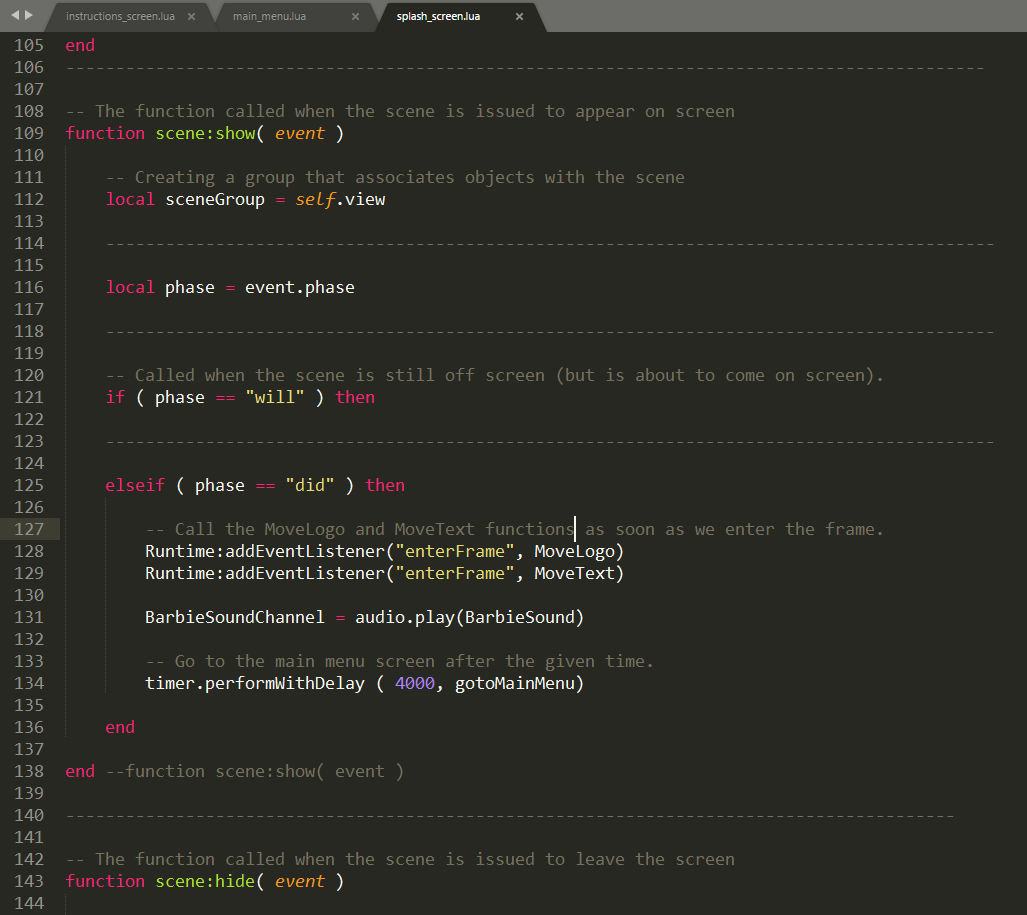 instructions_screen.lua × main_menu.lua × splash_screen.lua ×
105 end
106 --------------------------------------------------------------------------------------------
107
108 -- The function called when the scene is issued to appear on screen
109 function scene:show( event )
110
111 -- Creating a group that associates objects with the scene
112 local sceneGroup = self.view
113
114 -----------------------------------------------------------------------------------------
115
116 local phase = event.phase
117
118 -----------------------------------------------------------------------------------------
119
120 -- Called when the scene is still off screen (but is about to come on screen).
121 if ( phase == "will" ) then
122
123 -----------------------------------------------------------------------------------------
124
125 elseif ( phase == "did" ) then
126
127 -- Call the MoveLogo and MoveText functions as soon as we enter the frame.
128 Runtime:addEventListener("enterFrame", MoveLogo)
129 Runtime:addEventListener("enterFrame", MoveText)
130
131 BarbieSoundChannel = audio.play(BarbieSound)
132
133 -- Go to the main menu screen after the given time.
134 timer.performWithDelay ( 4000, gotoMainMenu)
135
136 end
137
138 end --function scene:show( event )
139
140 -----------------------------------------------------------------------------------------
141
142 -- The function called when the scene is issued to leave the screen
143 function scene:hide( event )
144